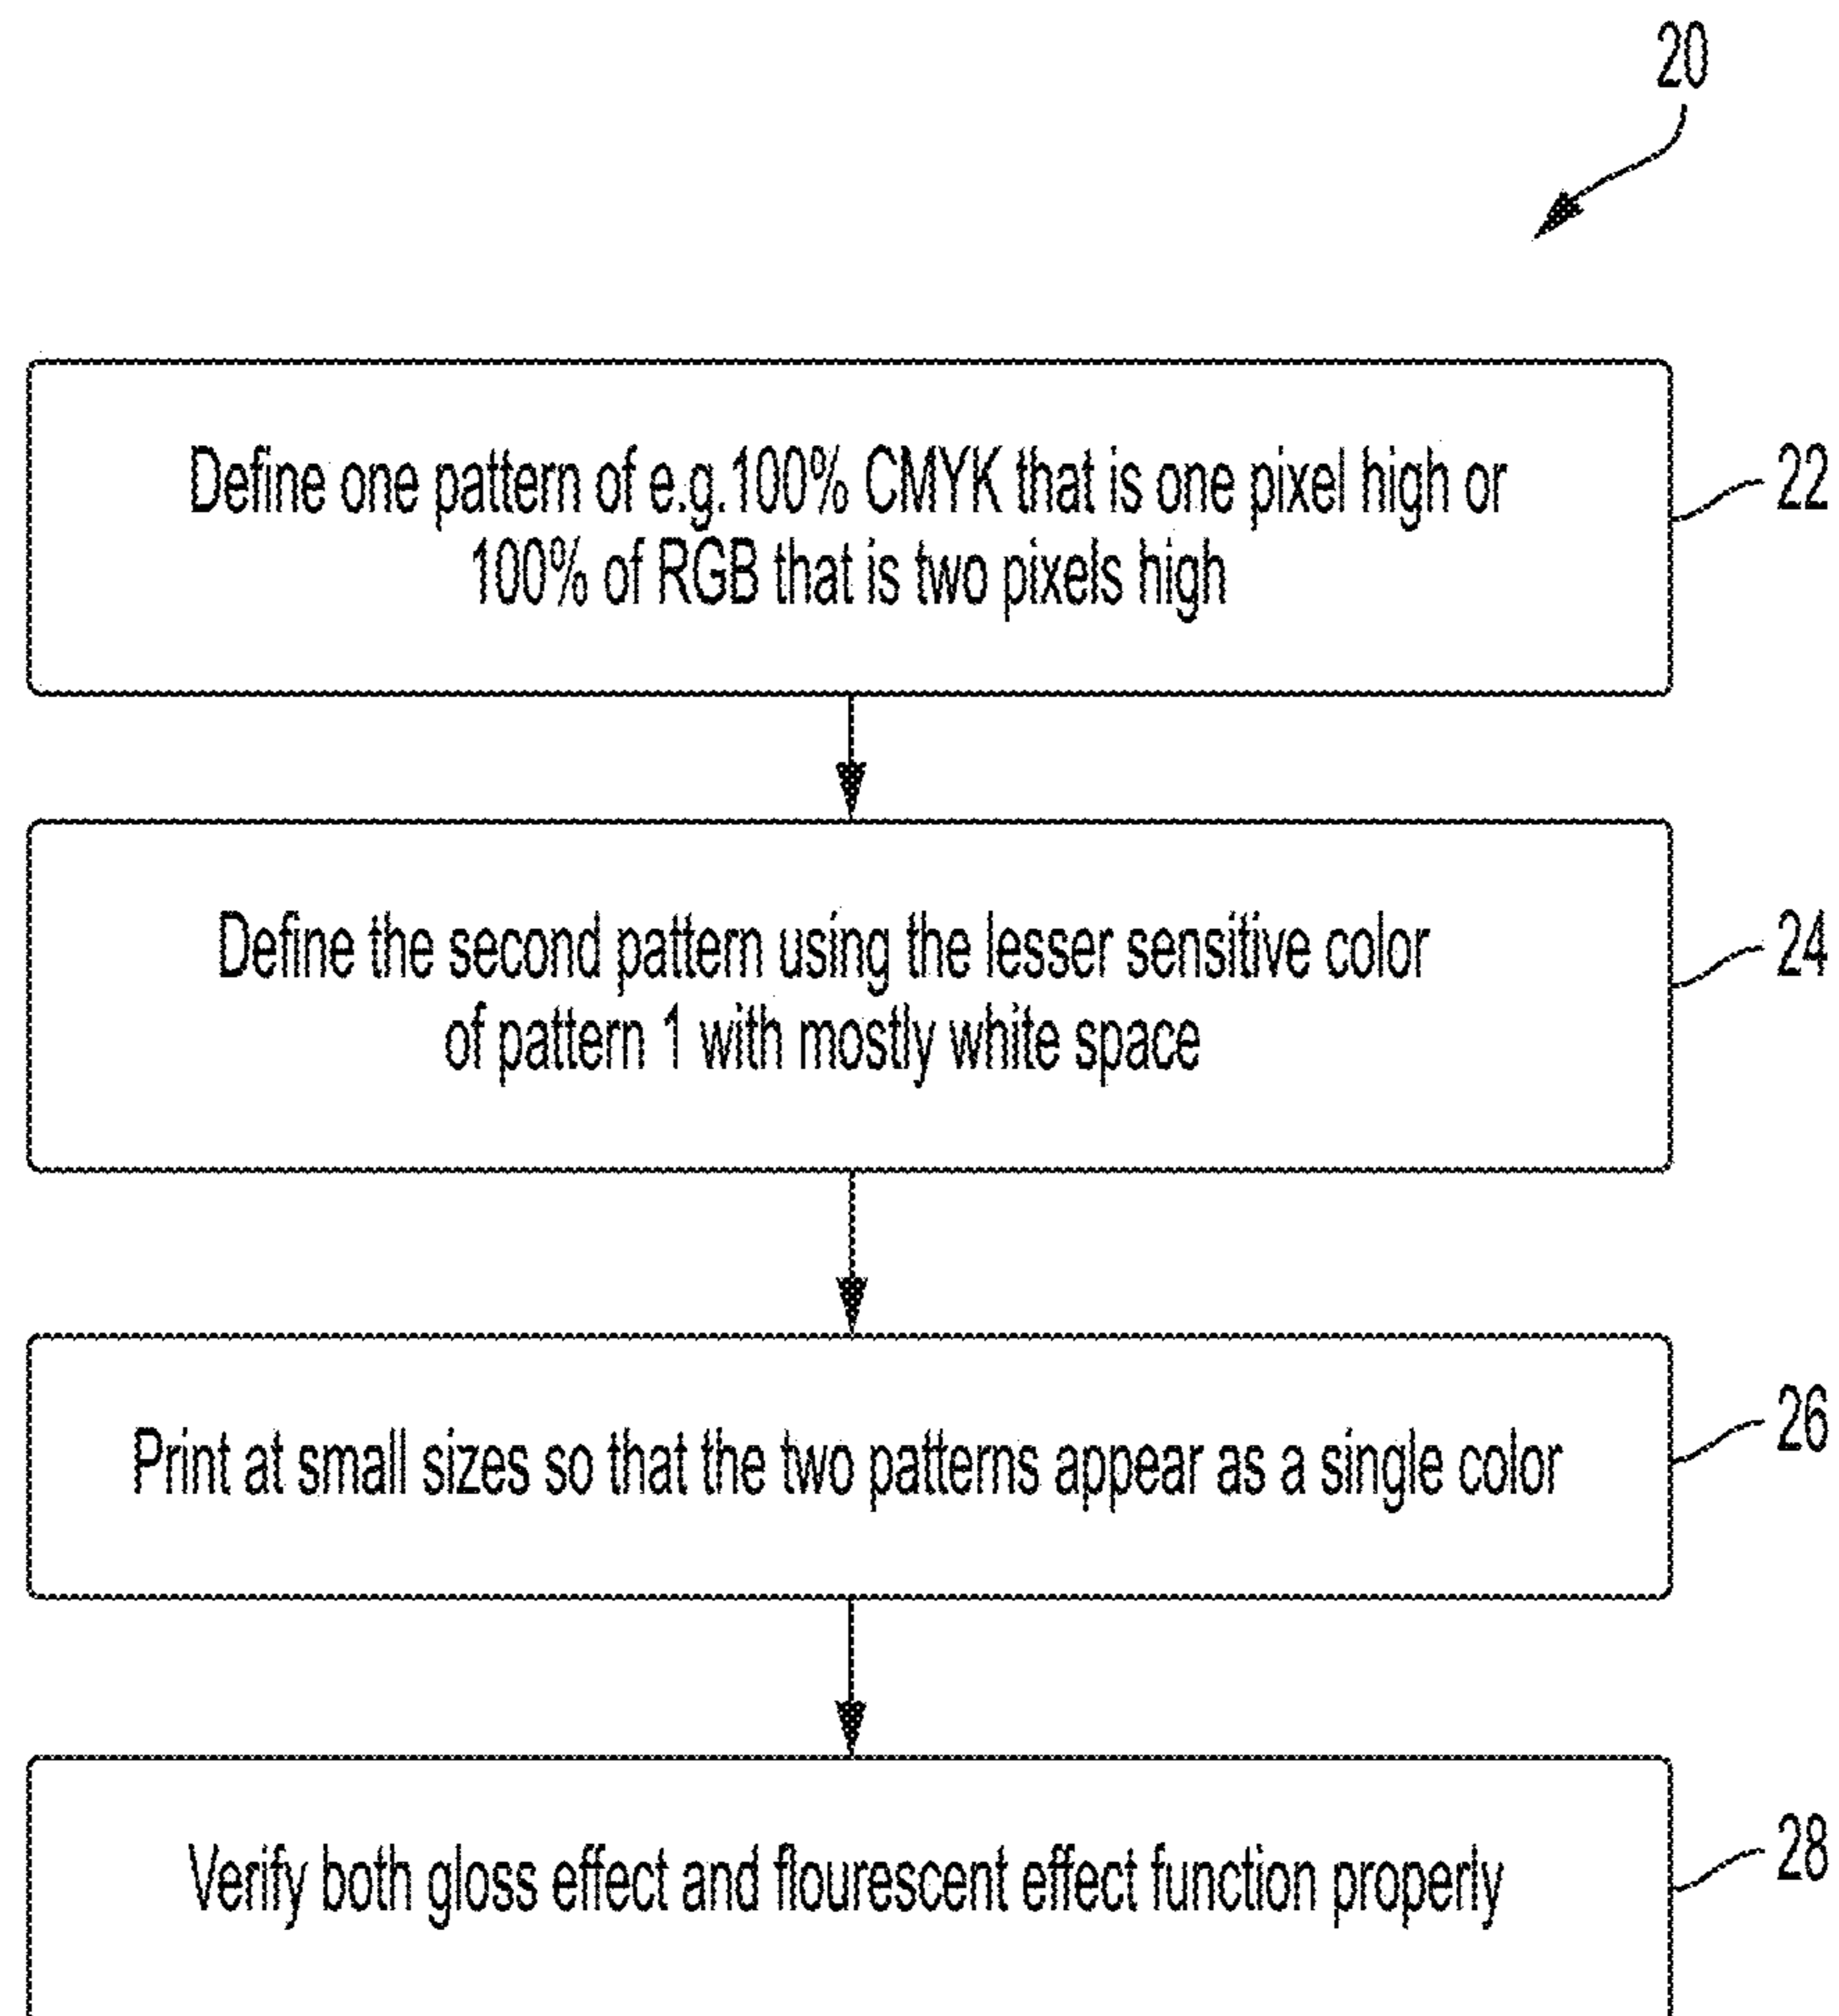 20
Define one pattern of e.g.100% CMYK that is one pixel high or
100% of RGB that is two pixels high
22
Define the second pattern using the lesser sensitive color
of pattern 1 with mostly white space
24
Print at small sizes so that the two patterns appear as a single color
26
Verify both gloss effect and flourescent effect function properly
28